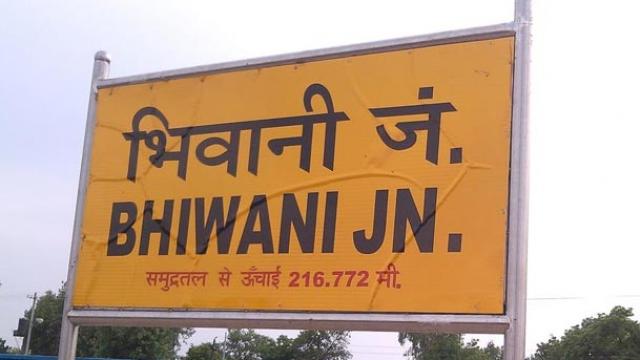 भिवानी जं.
BHIWANI JN.
समुद्रतल से ऊँचाई 216.772 मी.